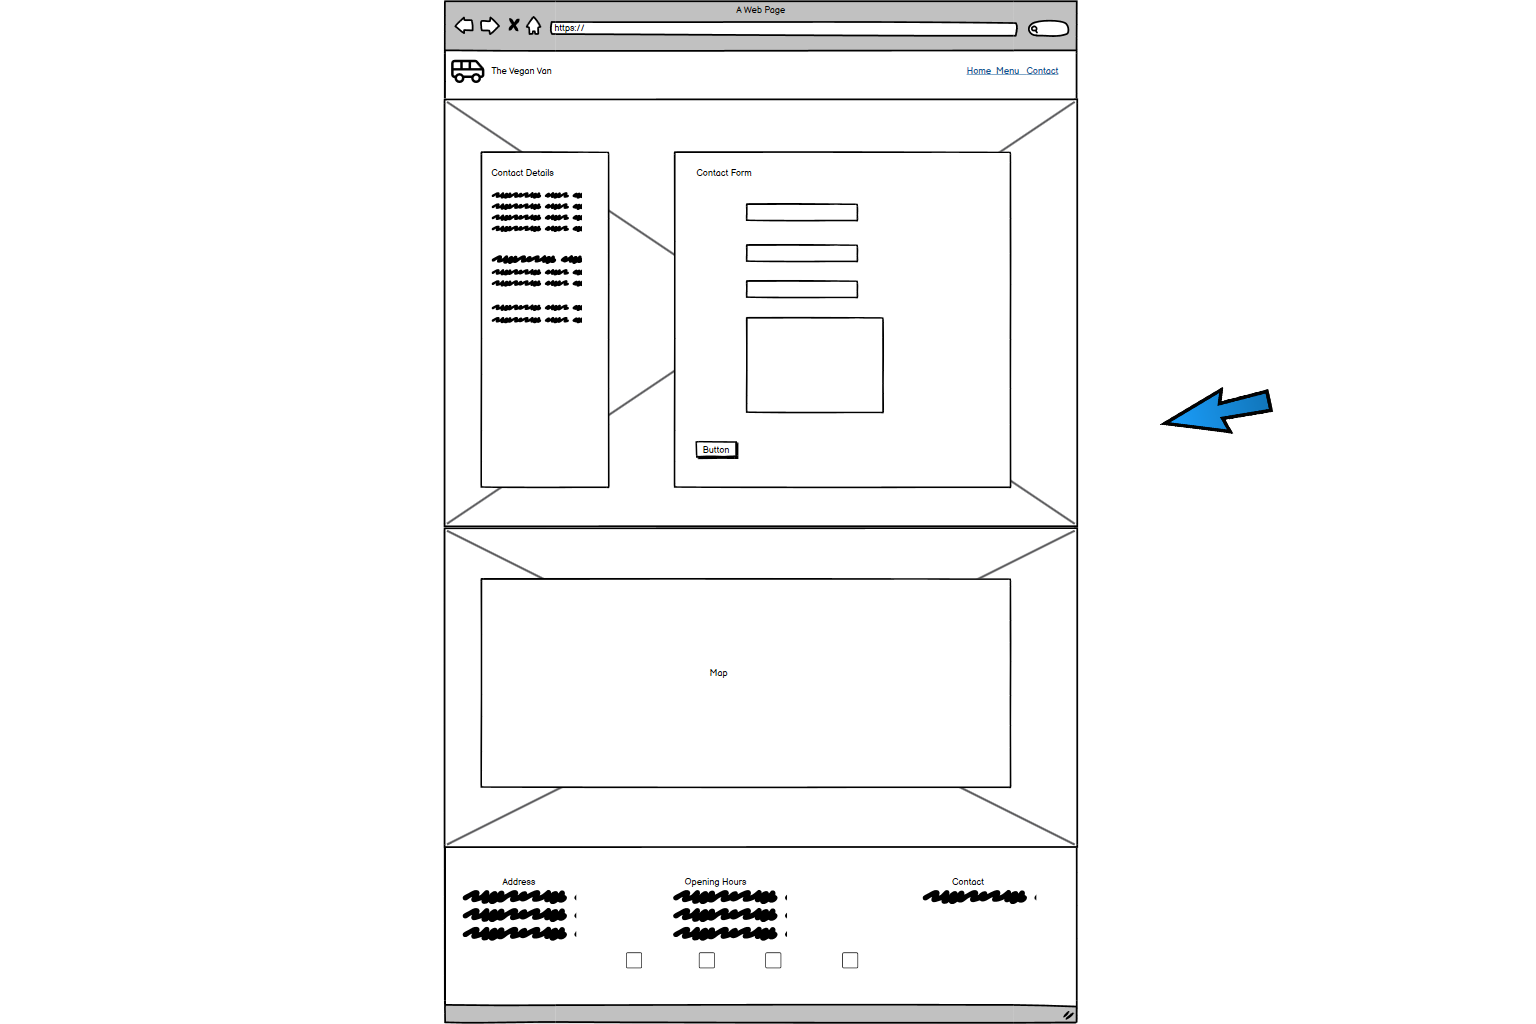 A Web Page
https://
The Vegan Van
Home Menu Contact
Contact Details
Contact Form
Button
Map
Address
Opening Hours
Contact